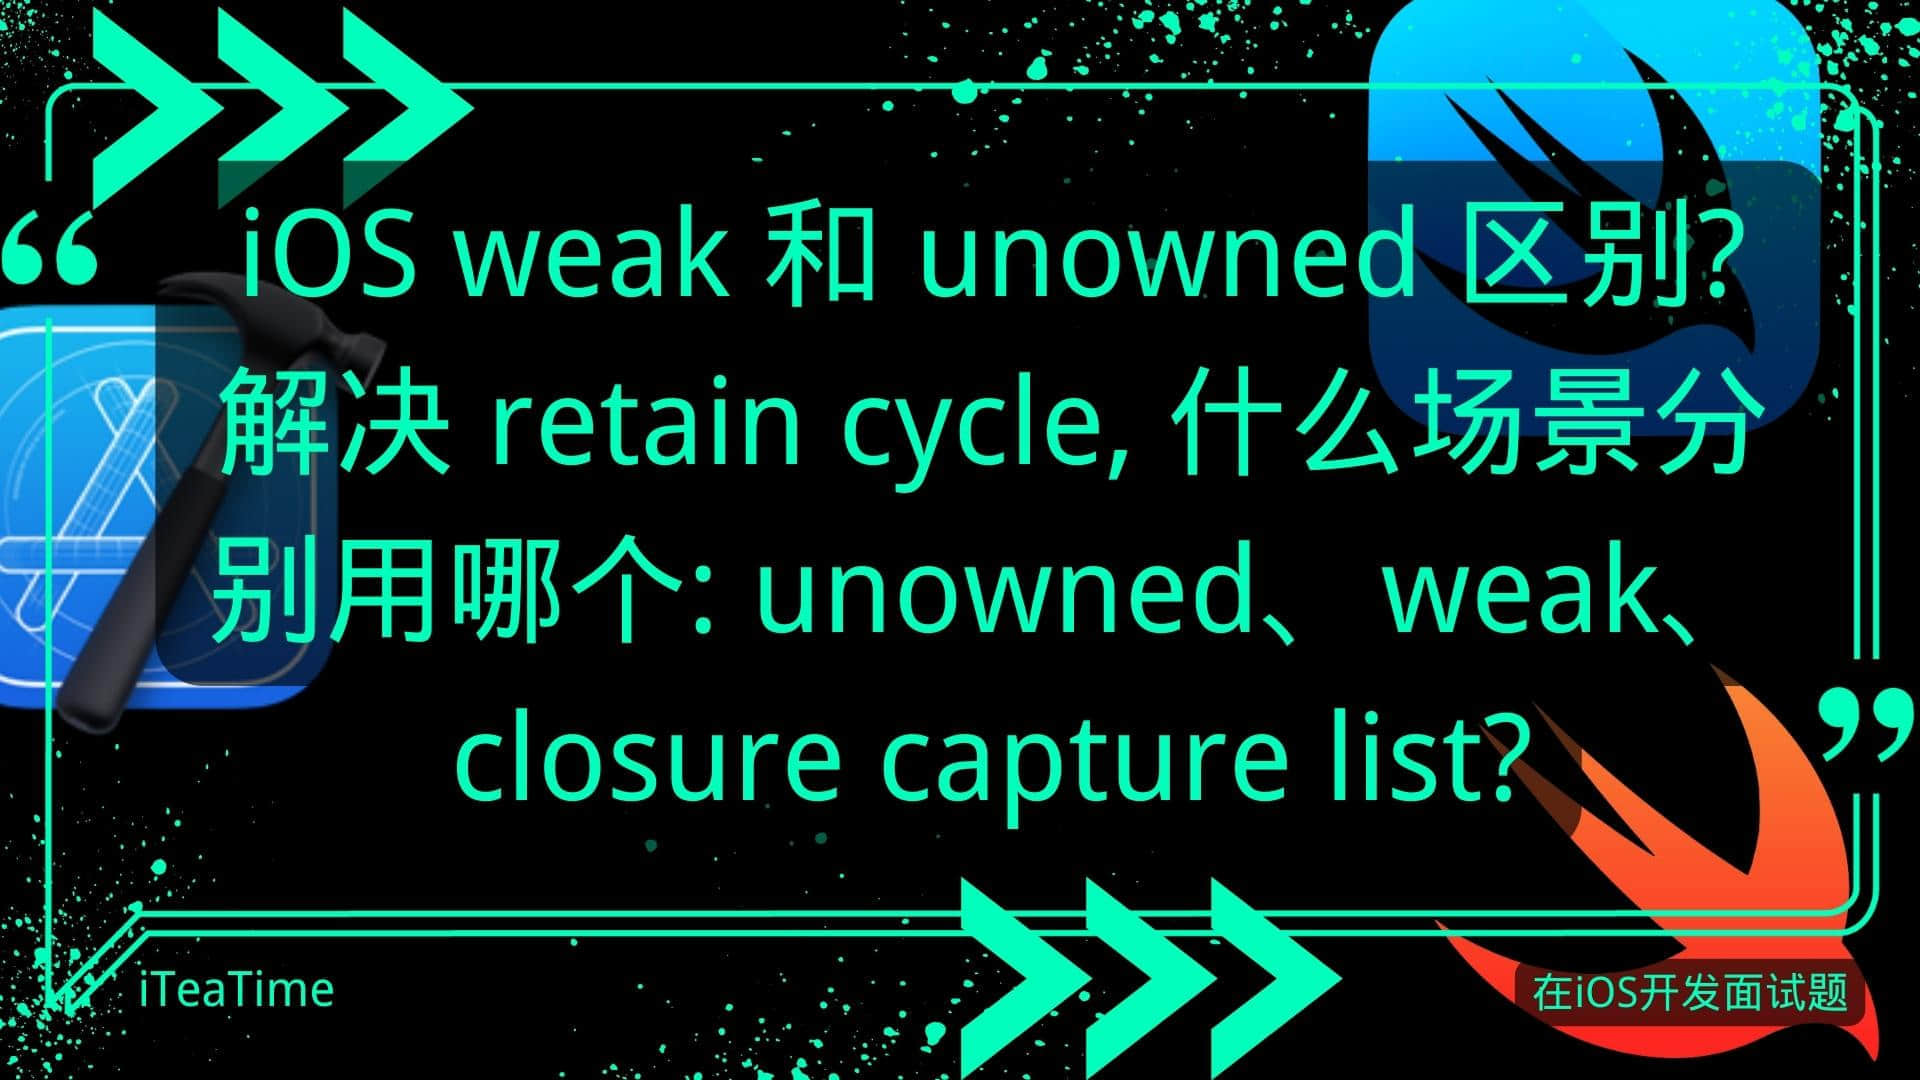 iOS weak 和 unowned 区别?
解决 retain cycle, 什么场景分
别用哪个: unowned、weak、
closure capture list?
iTeaTime
在iOS开发面试题